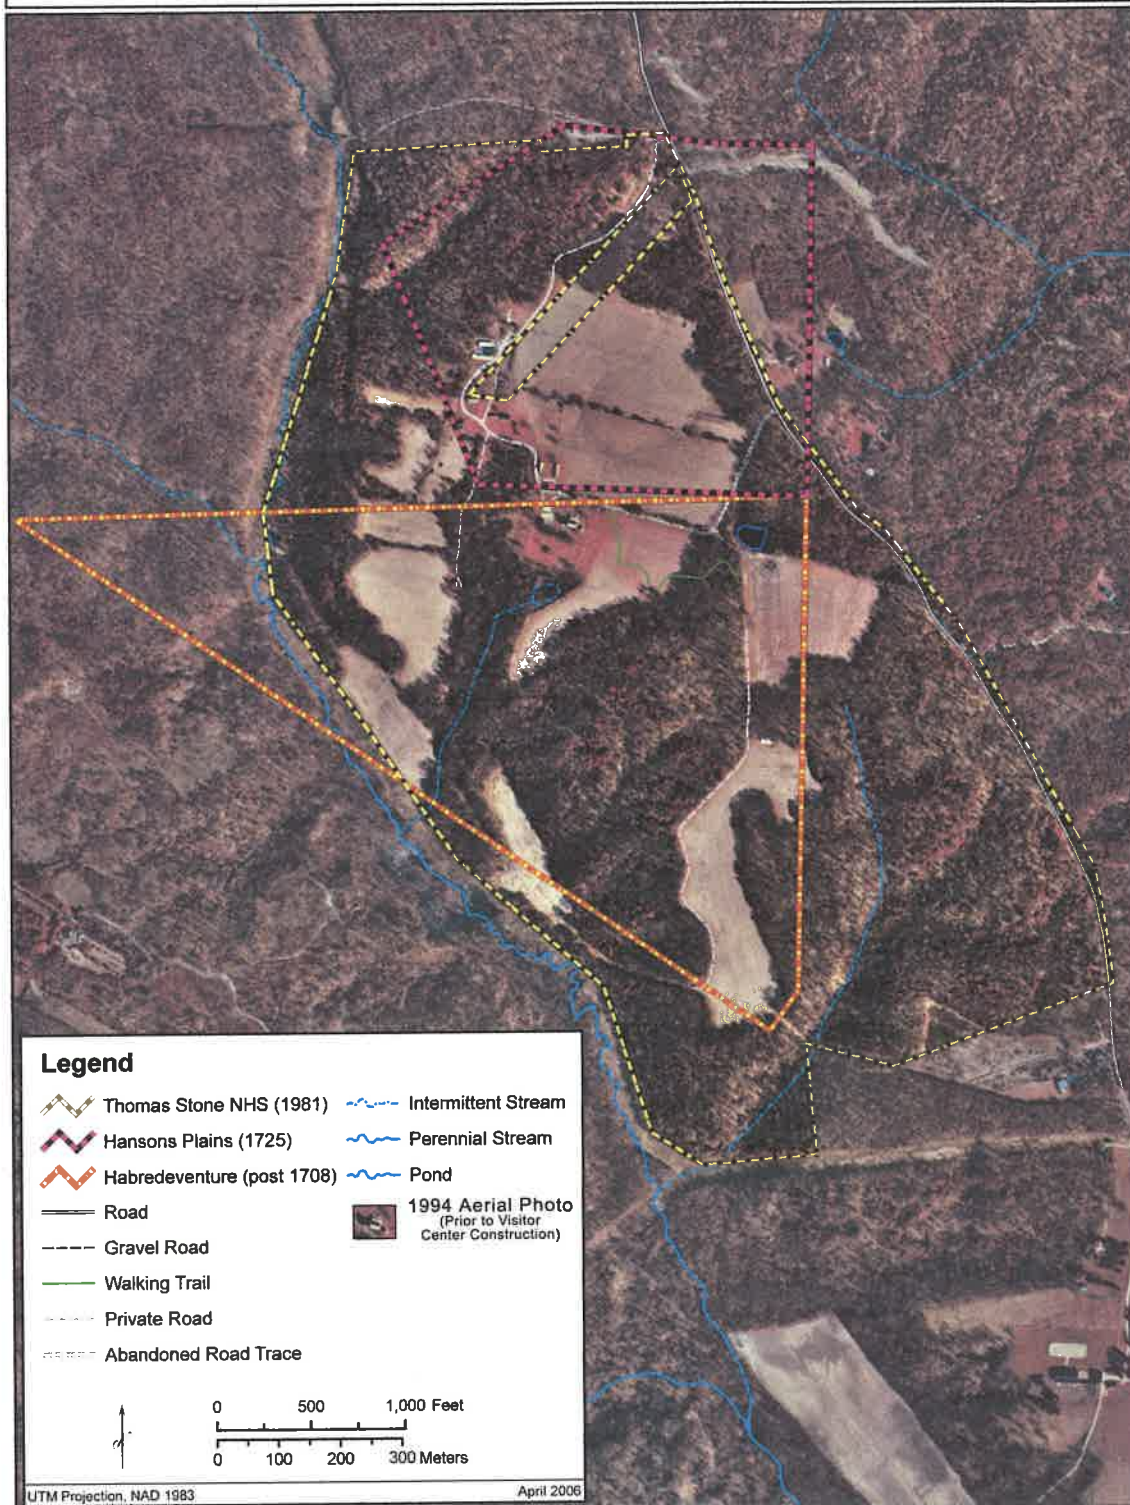 Legend
Thomas Stone NHS (1981)
Hansons Plains (1725)
Habredeventure (post 1708)
Road
Gravel Road
Walking Trail
Private Road
Abandoned Road Trace
Intermittent Stream
Perennial Stream
Pond
1994 Aerial Photo
(Prior to Visitor
Center Construction)
0 500 1,000 Feet
0 100 200 300 Meters
UTM Projection, NAD 1983
April 2006